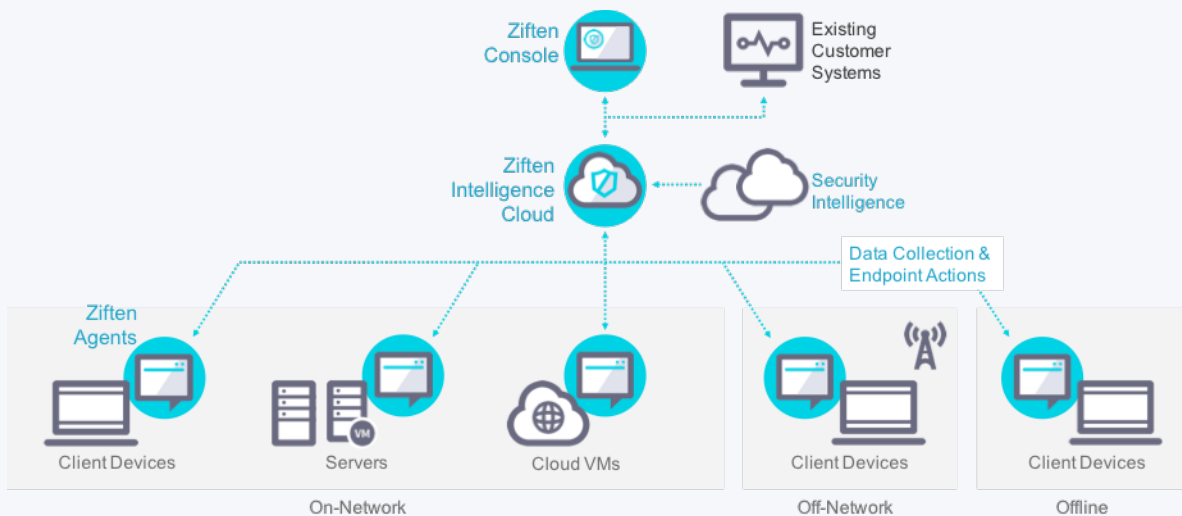 Ziften
Console
Existing
Customer
Systems
Ziften
Intelligence
Cloud
Security
Intelligence
Data Collection &
Endpoint Actions
Ziften
Agents
VM
Client Devices
Servers
Cloud VMs
Client Devices
Client Devices
On-Network
Off-Network
Offline